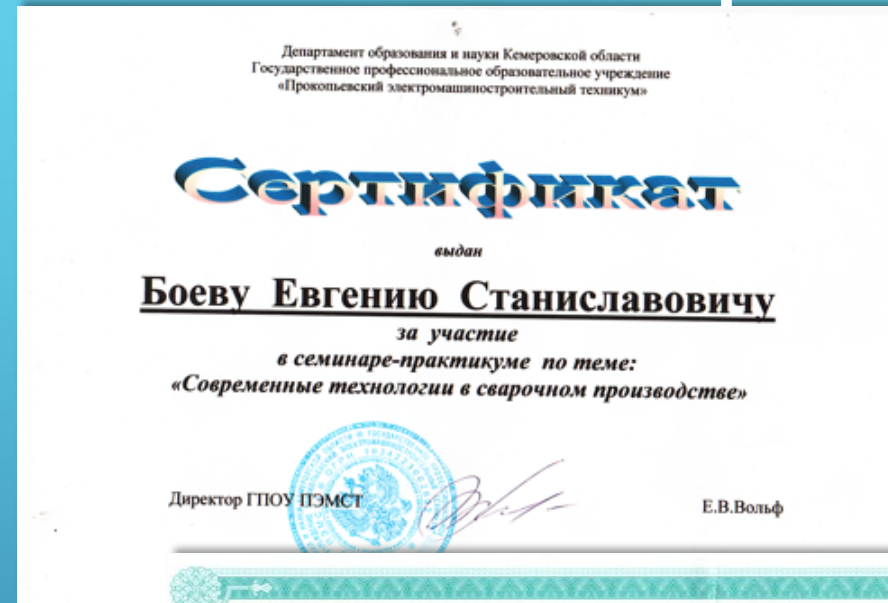 Департамент образования и науки Кемеровской области
Государственное профессиональное образовательное учреждение
«Прокопьевский электромашиностроительный техникум»
Сертификат
выдан
Боеву Евгению Станиславовичу
за участие
в семинаре-практикуме по теме:
«Современные технологии в сварочном производстве»
Директор ГПОУ ПЭМСТ
Е.В.Вольф